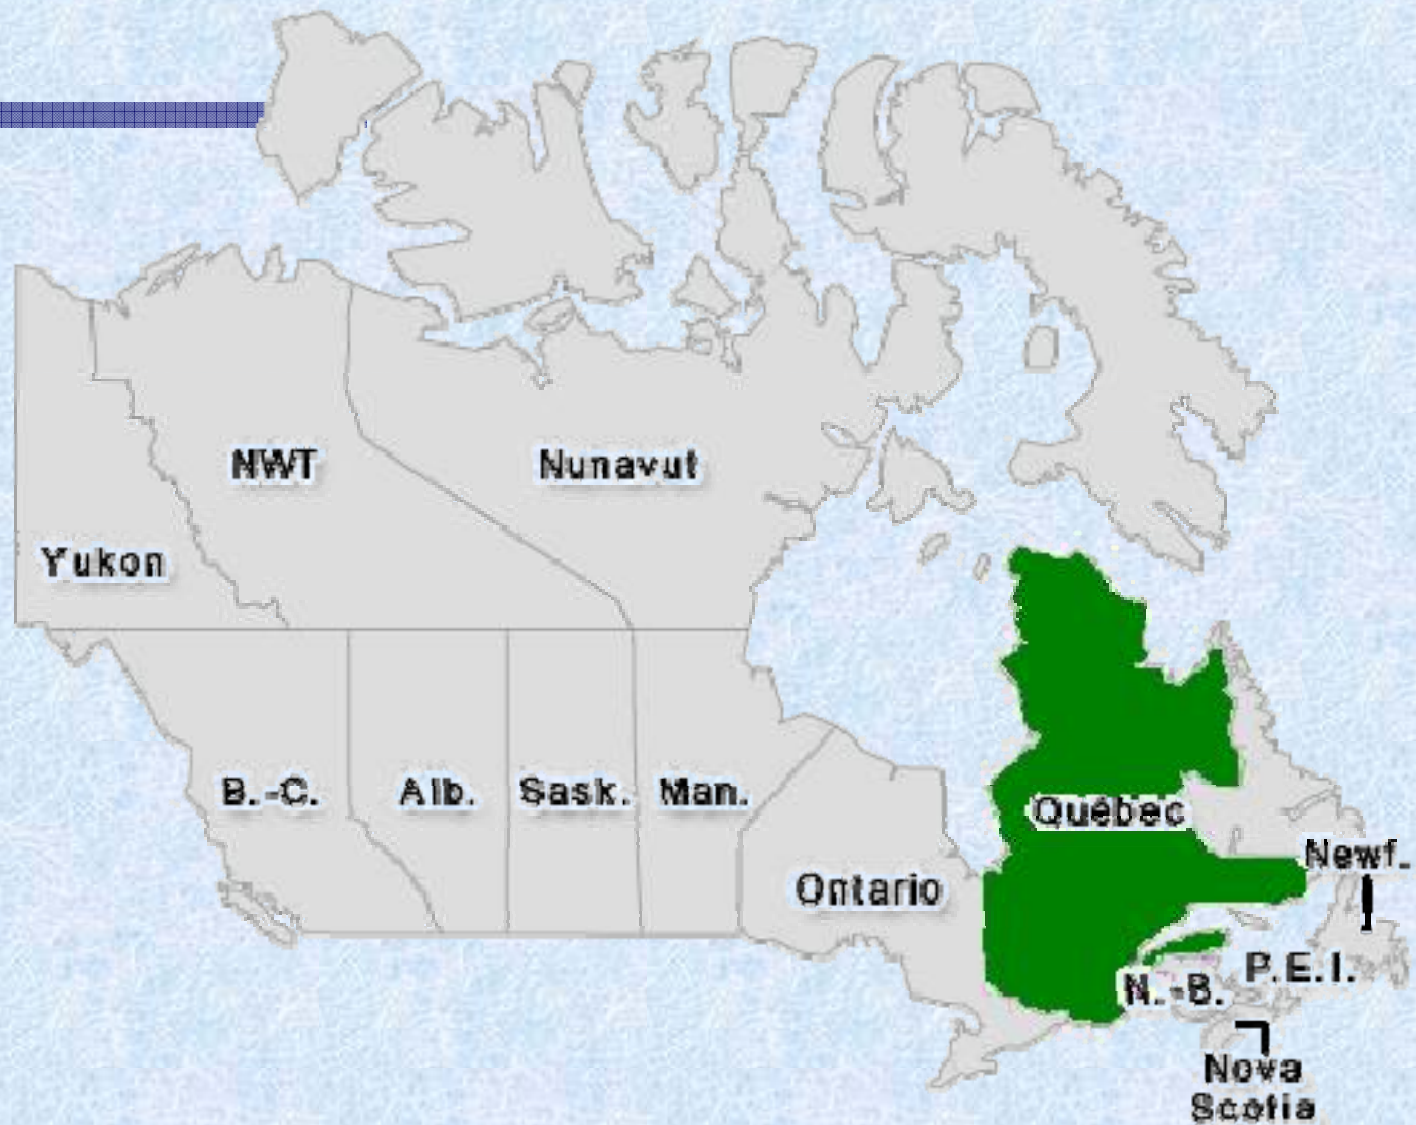 NWT
Nunavut
Yukon
B.-C.
Alb.
Sask.
Man.
Québec
Newf.
Ontario
P.E.I.
N.-B.
Nova
Scotia